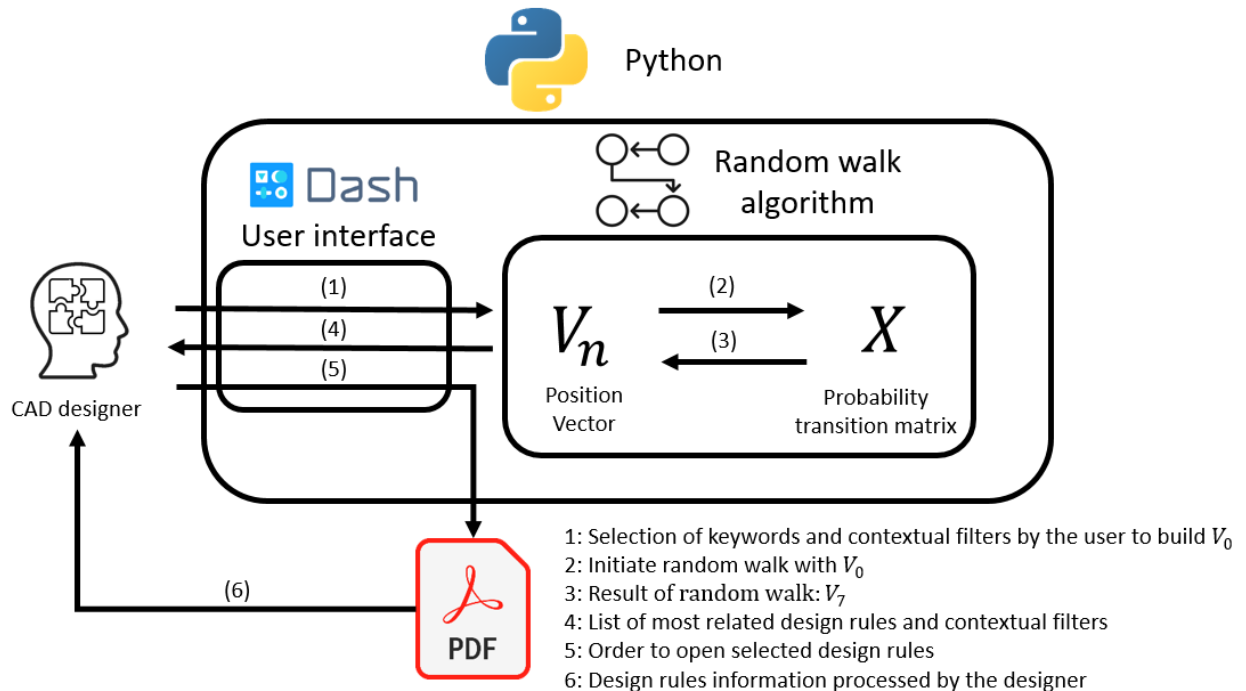 Python
Dash
User interface
Random walk
algorithm
(1)
(4)
(5)
(2)
(3)
V_n
X
Position
Vector
Probability
transition matrix
CAD designer
(6)
PDF
1: Selection of keywords and contextual filters by the user to build V_0
2: Initiate random walk with V_0
3: Result of random walk: V_7
4: List of most related design rules and contextual filters
5: Order to open selected design rules
6: Design rules information processed by the designer